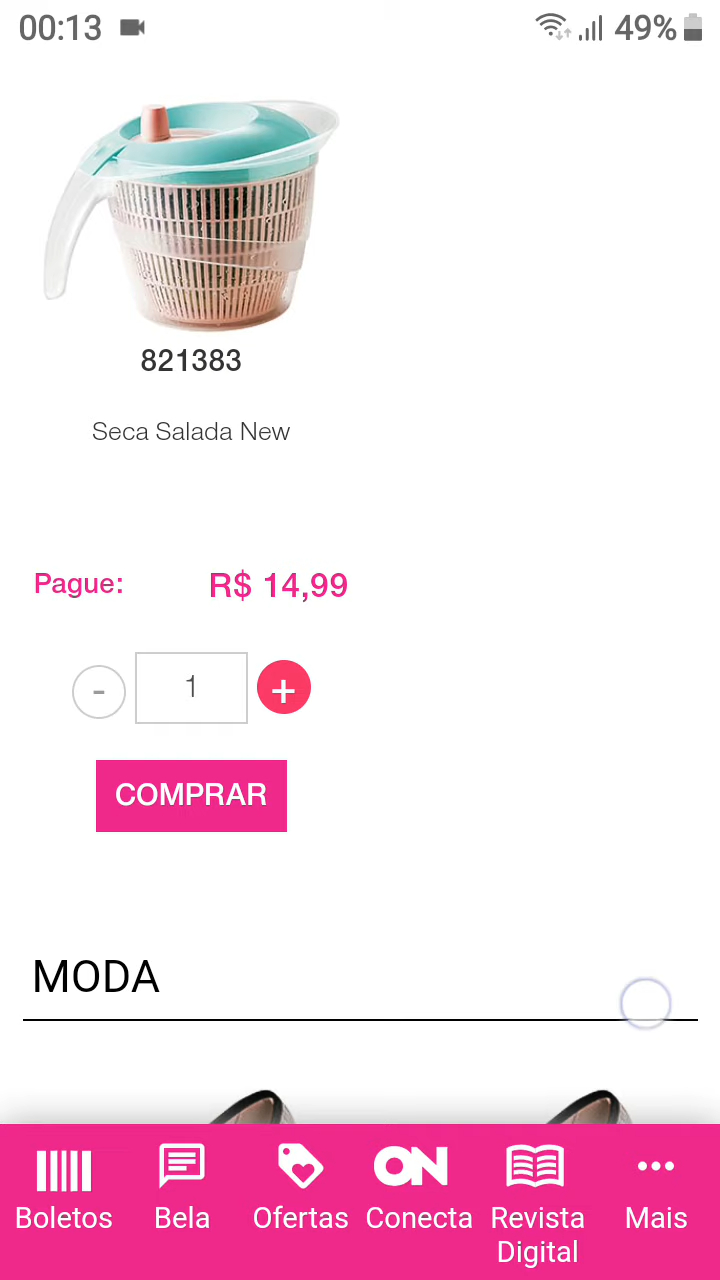 00:13
49%
821383
Seca Salada New
Pague: R$ 14,99
- 1 +
COMPRAR
MODA
Boletos
Bela
Ofertas
ON
Conecta
Revista
Digital
Mais